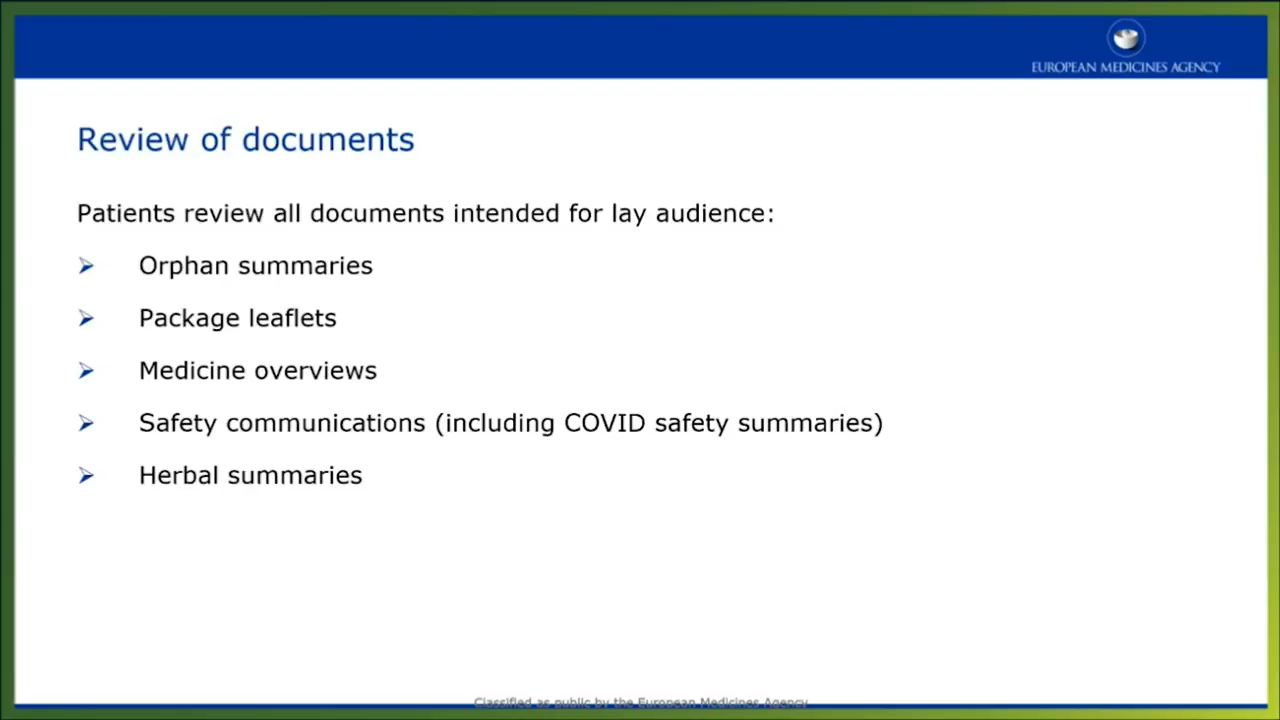 EUROPEAN MEDICINES AGENCY
Review of documents
Patients review all documents intended for lay audience:
Orphan summaries
Package leaflets
Medicine overviews
Safety communications (including COVID safety summaries)
Herbal summaries
Classified as public by the European Medicines Agency